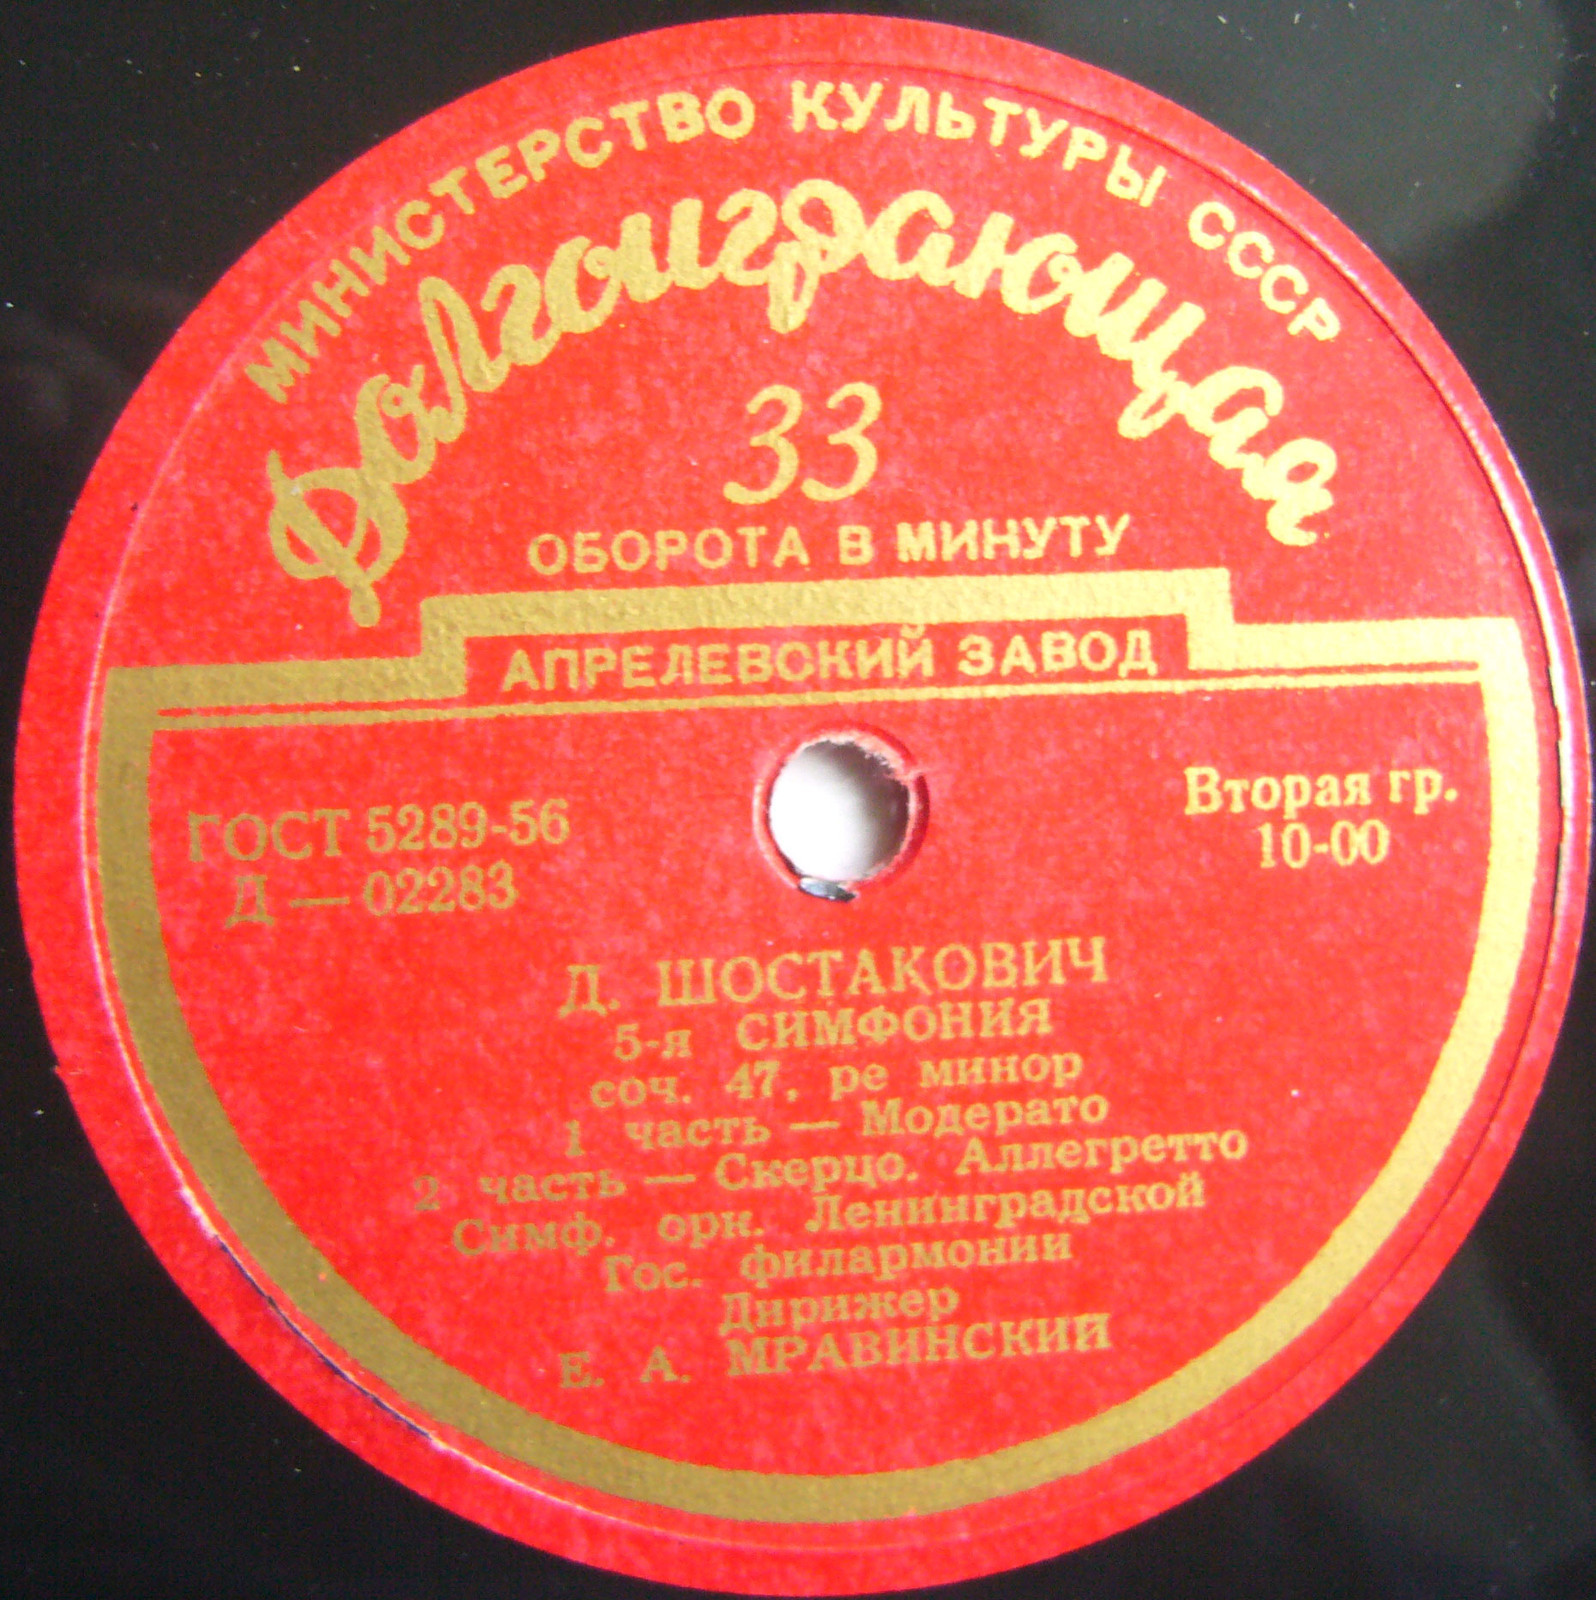 МИНИСТЕРСТВО КУЛЬТУРЫ СССР
Долгоиграющая
33
ОБОРОТА В МИНУТУ
АПРЕЛЕВСКИЙ ЗАВОД
ГОСТ 5289-56
Д — 02283
Вторая гр.
10-00
Д. ШОСТАКОВИЧ
5-я СИМФОНИЯ
соч. 47, ре минор
1 часть — Модерато
2 часть — Скерцо. Аллегретто
Симф. орк. Ленинградской
Гос. филармонии
Дирижер
Е. А. МРАВИНСКИЙ